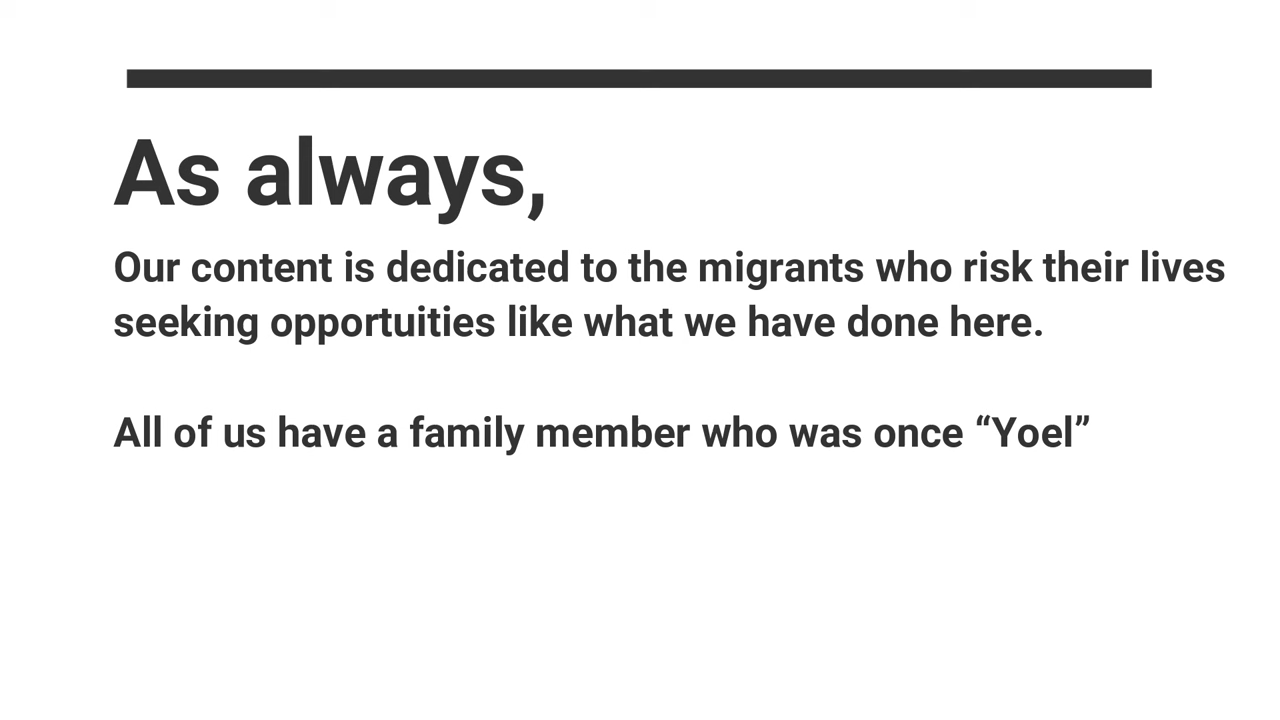 As always,
Our content is dedicated to the migrants who risk their lives
seeking opportuities like what we have done here.
All of us have a family member who was once “Yoel”